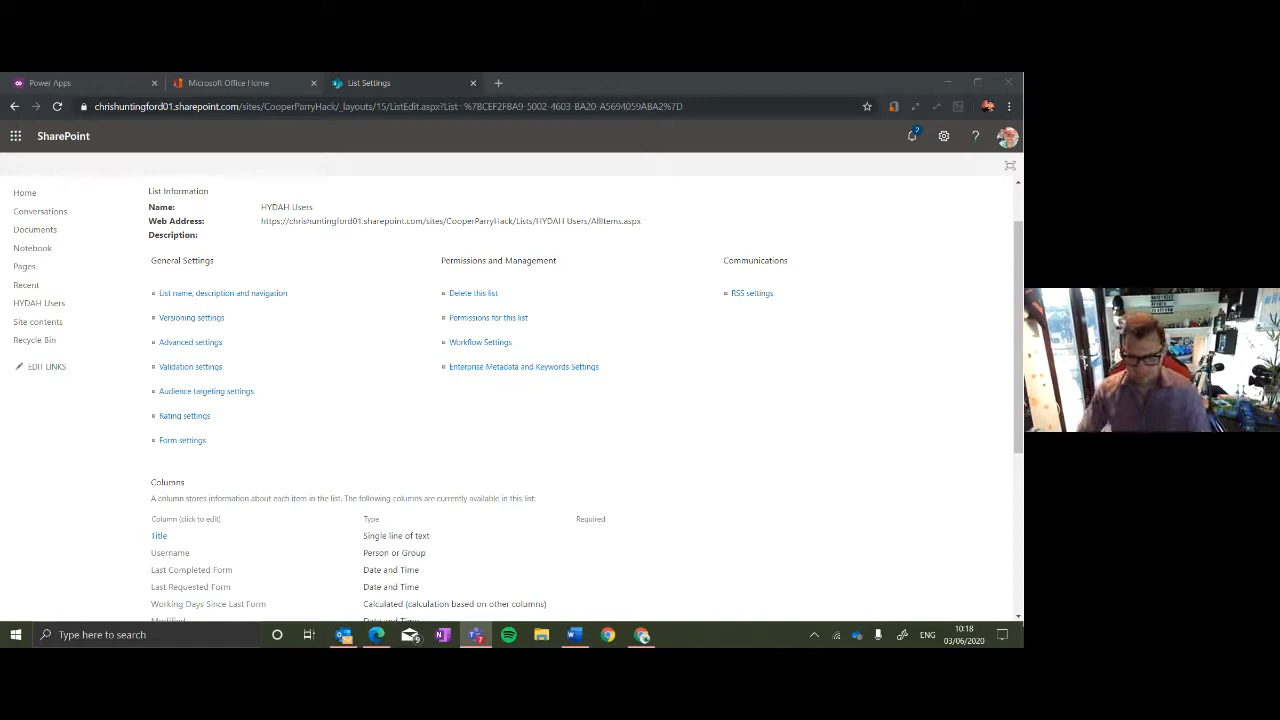 Power Apps
Microsoft Office Home
List Settings
chrishuntingford01.sharepoint.com/sites/CooperParryHack/_layouts/15/ListEdit.aspx?List=%7BCEF2FBA9-5002-4603-BA20-A5694059ABA2%7D
SharePoint
2
Home
Conversations
Documents
Notebook
Pages
Recent
HYDAH Users
Site contents
Recycle Bin
EDIT LINKS
List Information
Name: HYDAH Users
Web Address: https://chrishuntingford01.sharepoint.com/sites/CooperParryHack/Lists/HYDAH Users/AllItems.aspx
Description:
General Settings
List name, description and navigation
Versioning settings
Advanced settings
Validation settings
Audience targeting settings
Rating settings
Form settings
Permissions and Management
Delete this list
Permissions for this list
Workflow Settings
Enterprise Metadata and Keywords Settings
Communications
RSS settings
Columns
A column stores information about each item in the list. The following columns are currently available in this list:
Column (click to edit) Type Required
Title Single line of text
Username Person or Group
Last Completed Form Date and Time
Last Requested Form Date and Time
Working Days Since Last Form Calculated (calculation based on other columns)
Modified Date and Time
Type here to search
9
7
ENG
10:18
03/06/2020